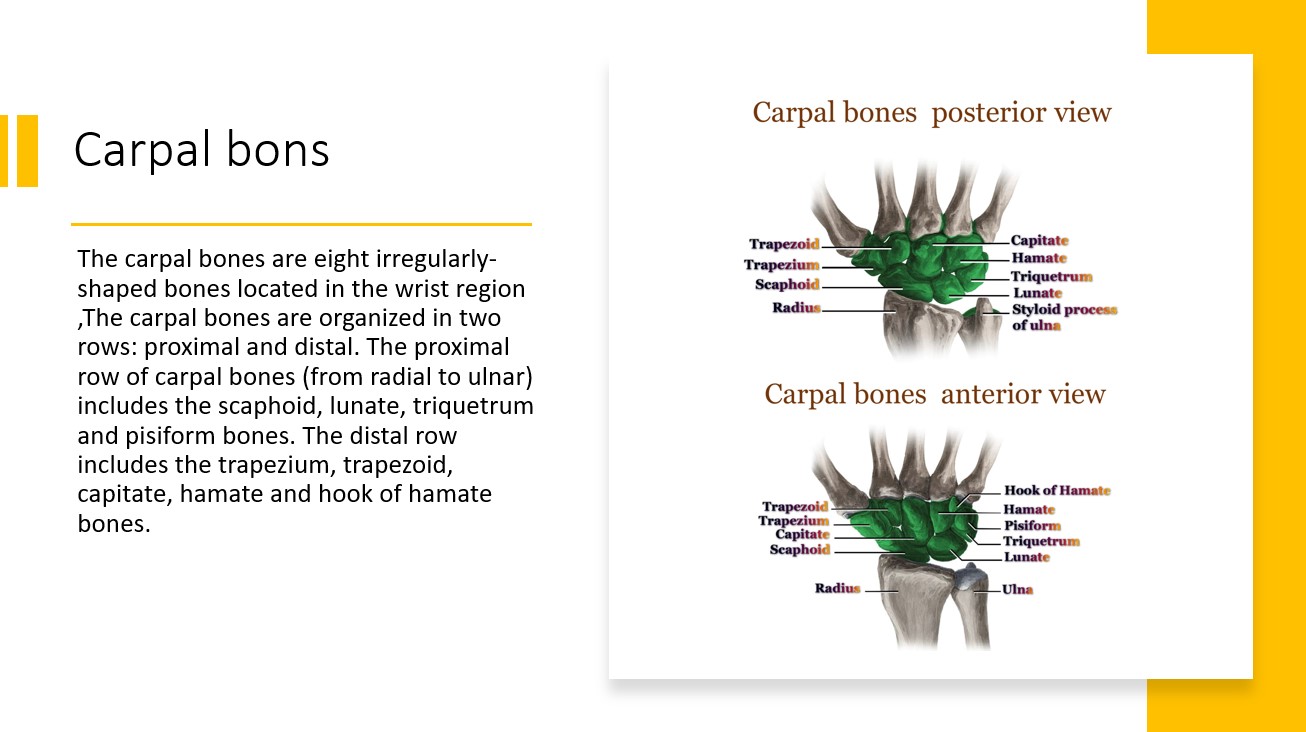 Carpal bons
The carpal bones are eight irregularly-
shaped bones located in the wrist region
,The carpal bones are organized in two
rows: proximal and distal. The proximal
row of carpal bones (from radial to ulnar)
includes the scaphoid, lunate, triquetrum
and pisiform bones. The distal row
includes the trapezium, trapezoid,
capitate, hamate and hook of hamate
bones.
Carpal bones posterior view
Trapezoid
Trapezium
Scaphoid
Radius
Capitate
Hamate
Triquetrum
Lunate
Styloid process
of ulna
Carpal bones anterior view
Trapezoid
Trapezium
Capitate
Scaphoid
Radius
Hook of Hamate
Hamate
Pisiform
Triquetrum
Lunate
Ulna